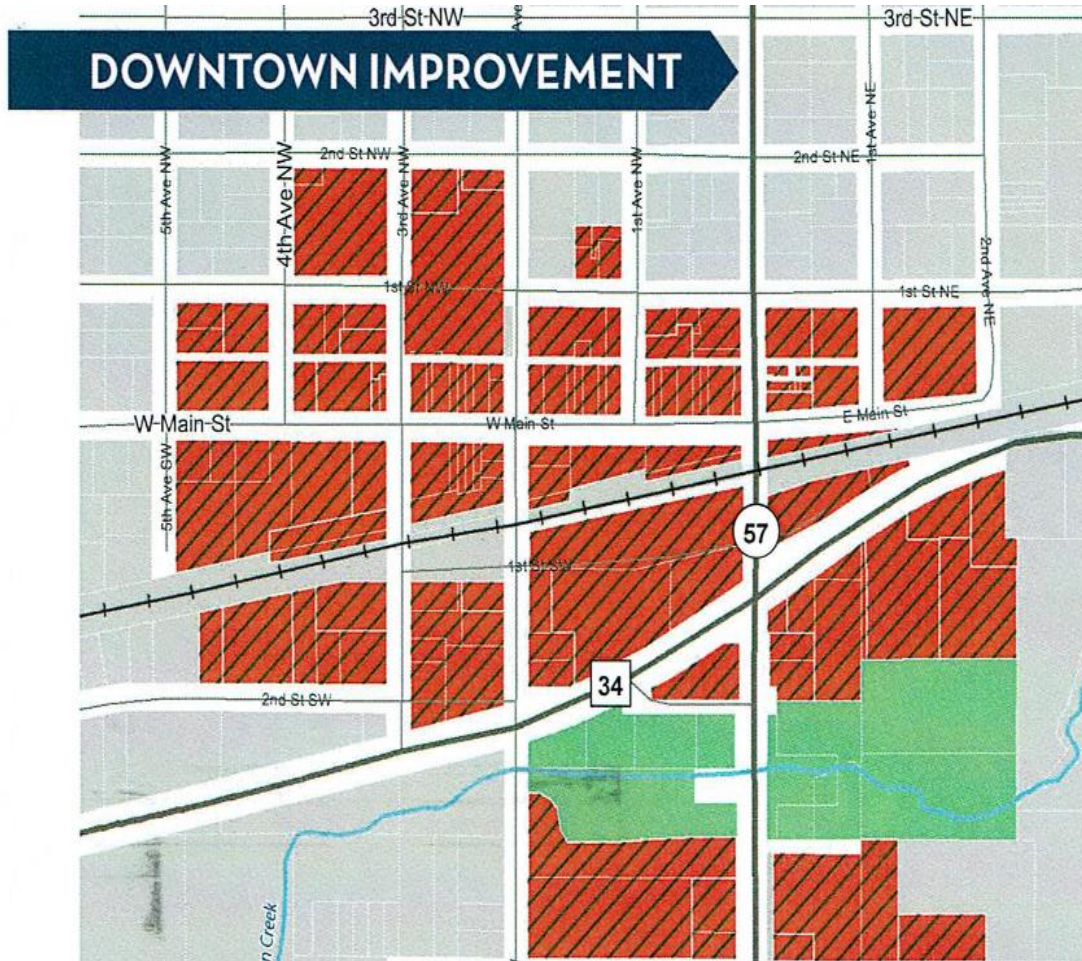 Ave
3rd St NW
3rd St NE
DOWNTOWN IMPROVEMENT
1st Ave NE
2nd St NW
2nd St NE
5th Ave NW
4th Ave NW
3rd Ave NW
1st Ave NW
2nd Ave NE
1st St NW
1st St NE
W Main St
W Main St
E Main St
5th Ave SW
57
1st St SW
34
2nd St SW
n Creek